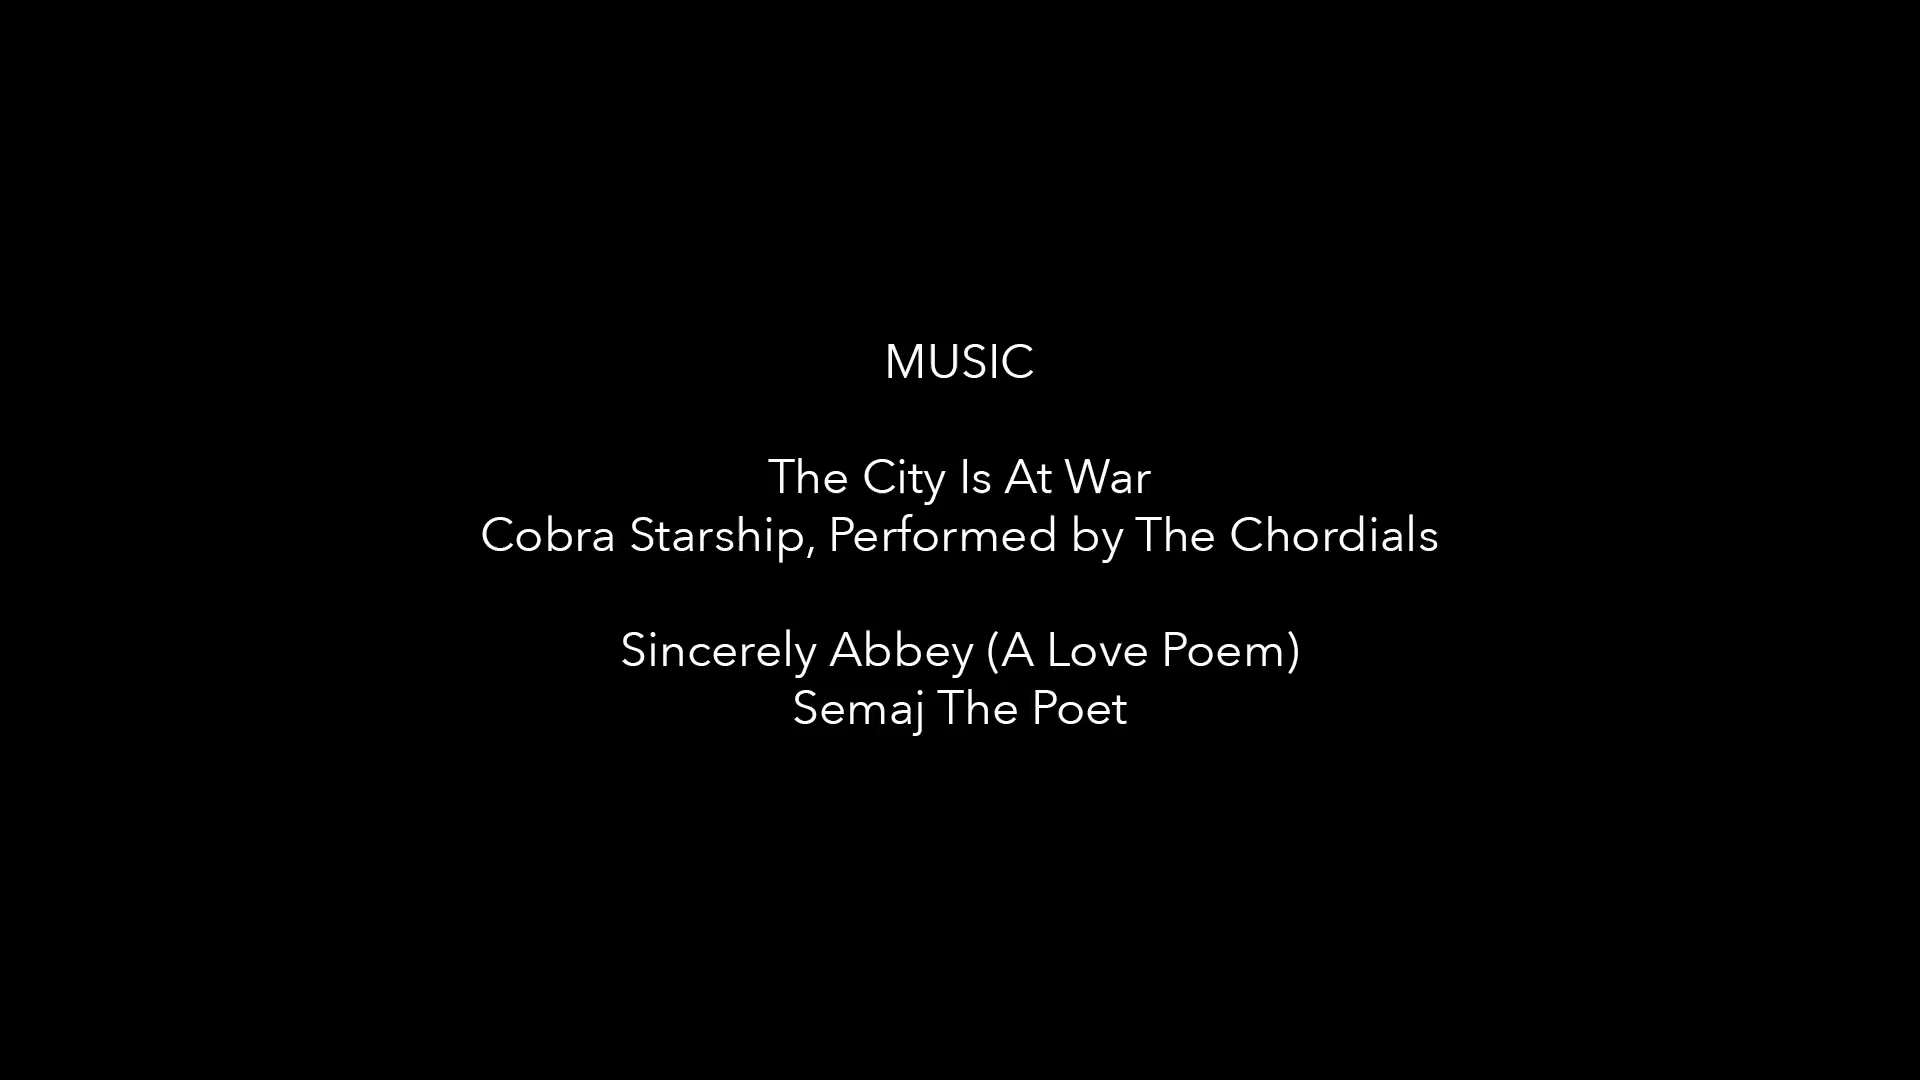 MUSIC
The City Is At War
Cobra Starship, Performed by The Chordials
Sincerely Abbey (A Love Poem)
Semaj The Poet